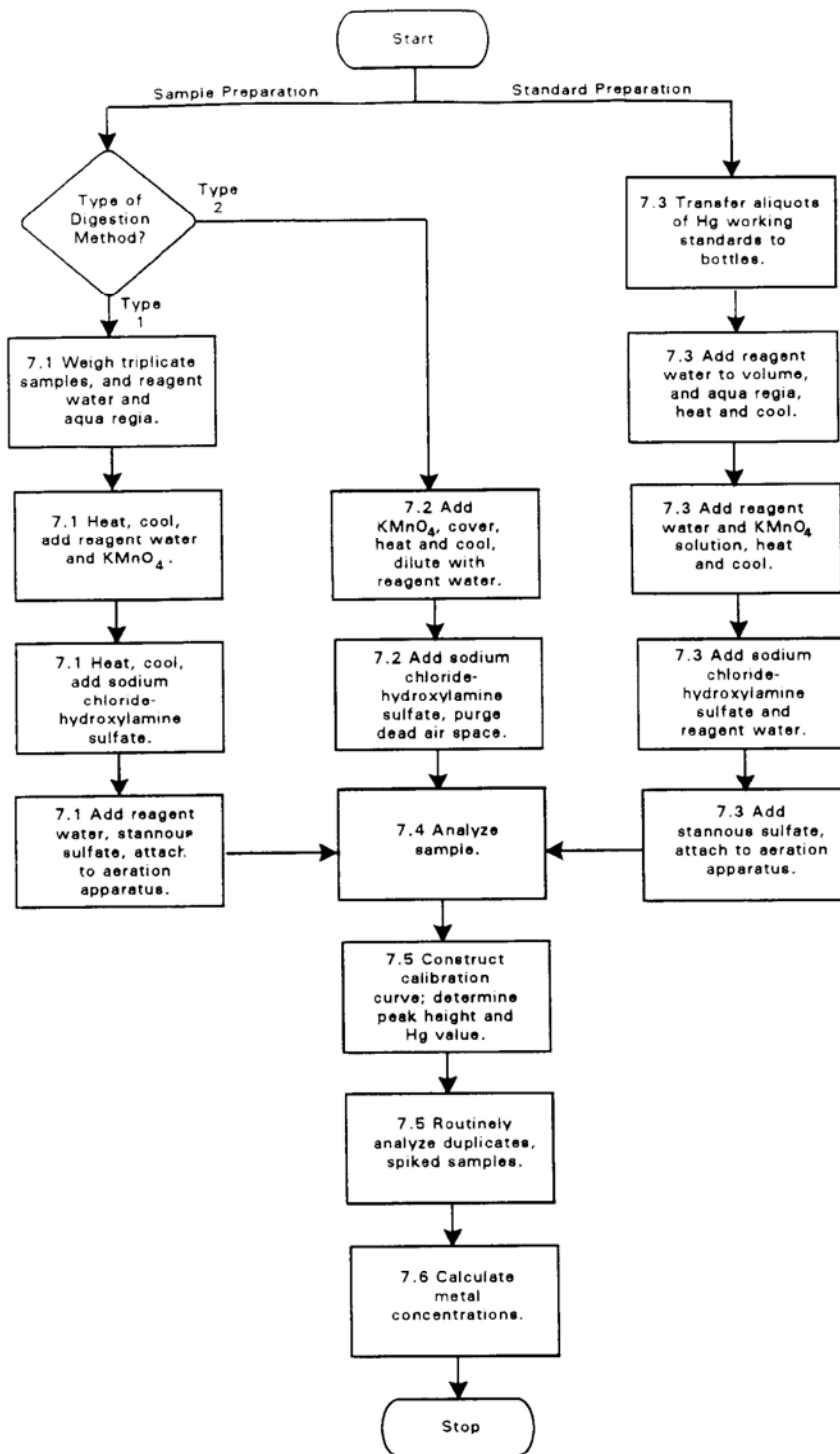 Start
Sample Preparation
Standard Preparation
Type of
Digestion
Method?
Type
2
Type
1
7.1 Weigh triplicate
samples, and reagent
water and
aqua regia.
7.1 Heat, cool,
add reagent water
and KMnO4.
7.1 Heat, cool,
add sodium
chloride-
hydroxylamine
sulfate.
7.1 Add reagent
water, stannous
sulfate, attach
to aeration
apparatus.
7.2 Add
KMnO4, cover,
heat and cool,
dilute with
reagent water.
7.2 Add sodium
chloride-
hydroxylamine
sulfate, purge
dead air space.
7.3 Transfer aliquots
of Hg working
standards to
bottles.
7.3 Add reagent
water to volume,
and aqua regia,
heat and cool.
7.3 Add reagent
water and KMnO4
solution, heat
and cool.
7.3 Add sodium
chloride-
hydroxylamine
sulfate and
reagent water.
7.3 Add
stannous sulfate,
attach to aeration
apparatus.
7.4 Analyze
sample.
7.5 Construct
calibration
curve; determine
peak height and
Hg value.
7.5 Routinely
analyze duplicates,
spiked samples.
7.6 Calculate
metal
concentrations.
Stop